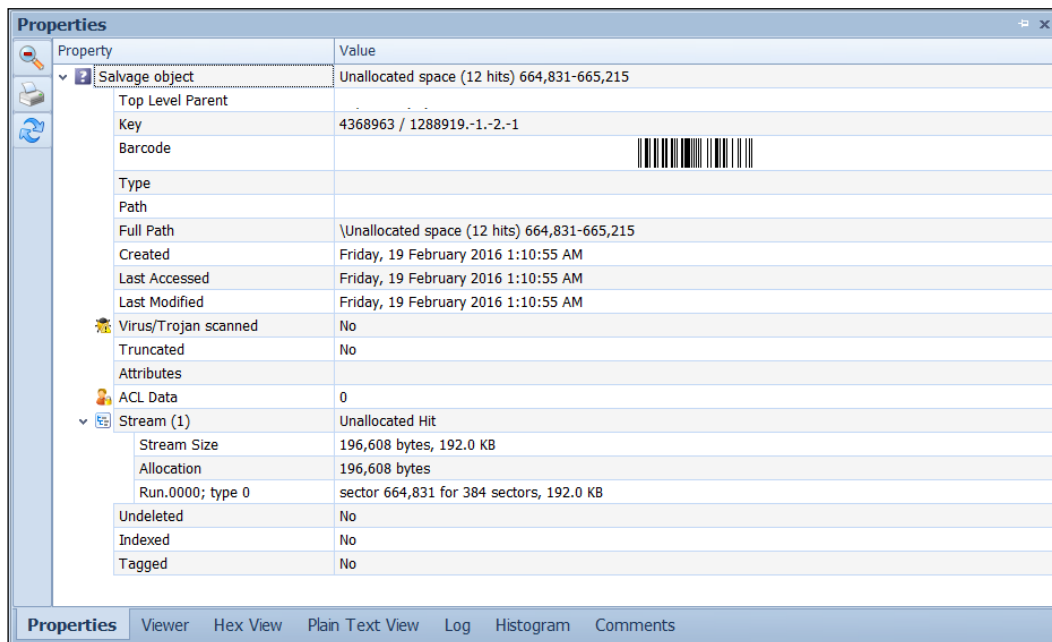 Properties
Property Value
Salvage object Unallocated space (12 hits) 664,831-665,215
Top Level Parent
Key 4368963 / 1288919.-1.-2.-1
Barcode
Type
Path
Full Path \Unallocated space (12 hits) 664,831-665,215
Created Friday, 19 February 2016 1:10:55 AM
Last Accessed Friday, 19 February 2016 1:10:55 AM
Last Modified Friday, 19 February 2016 1:10:55 AM
Virus/Trojan scanned No
Truncated No
Attributes
ACL Data 0
Stream (1) Unallocated Hit
Stream Size 196,608 bytes, 192.0 KB
Allocation 196,608 bytes
Run.0000; type 0 sector 664,831 for 384 sectors, 192.0 KB
Undeleted No
Indexed No
Tagged No
Properties Viewer Hex View Plain Text View Log Histogram Comments